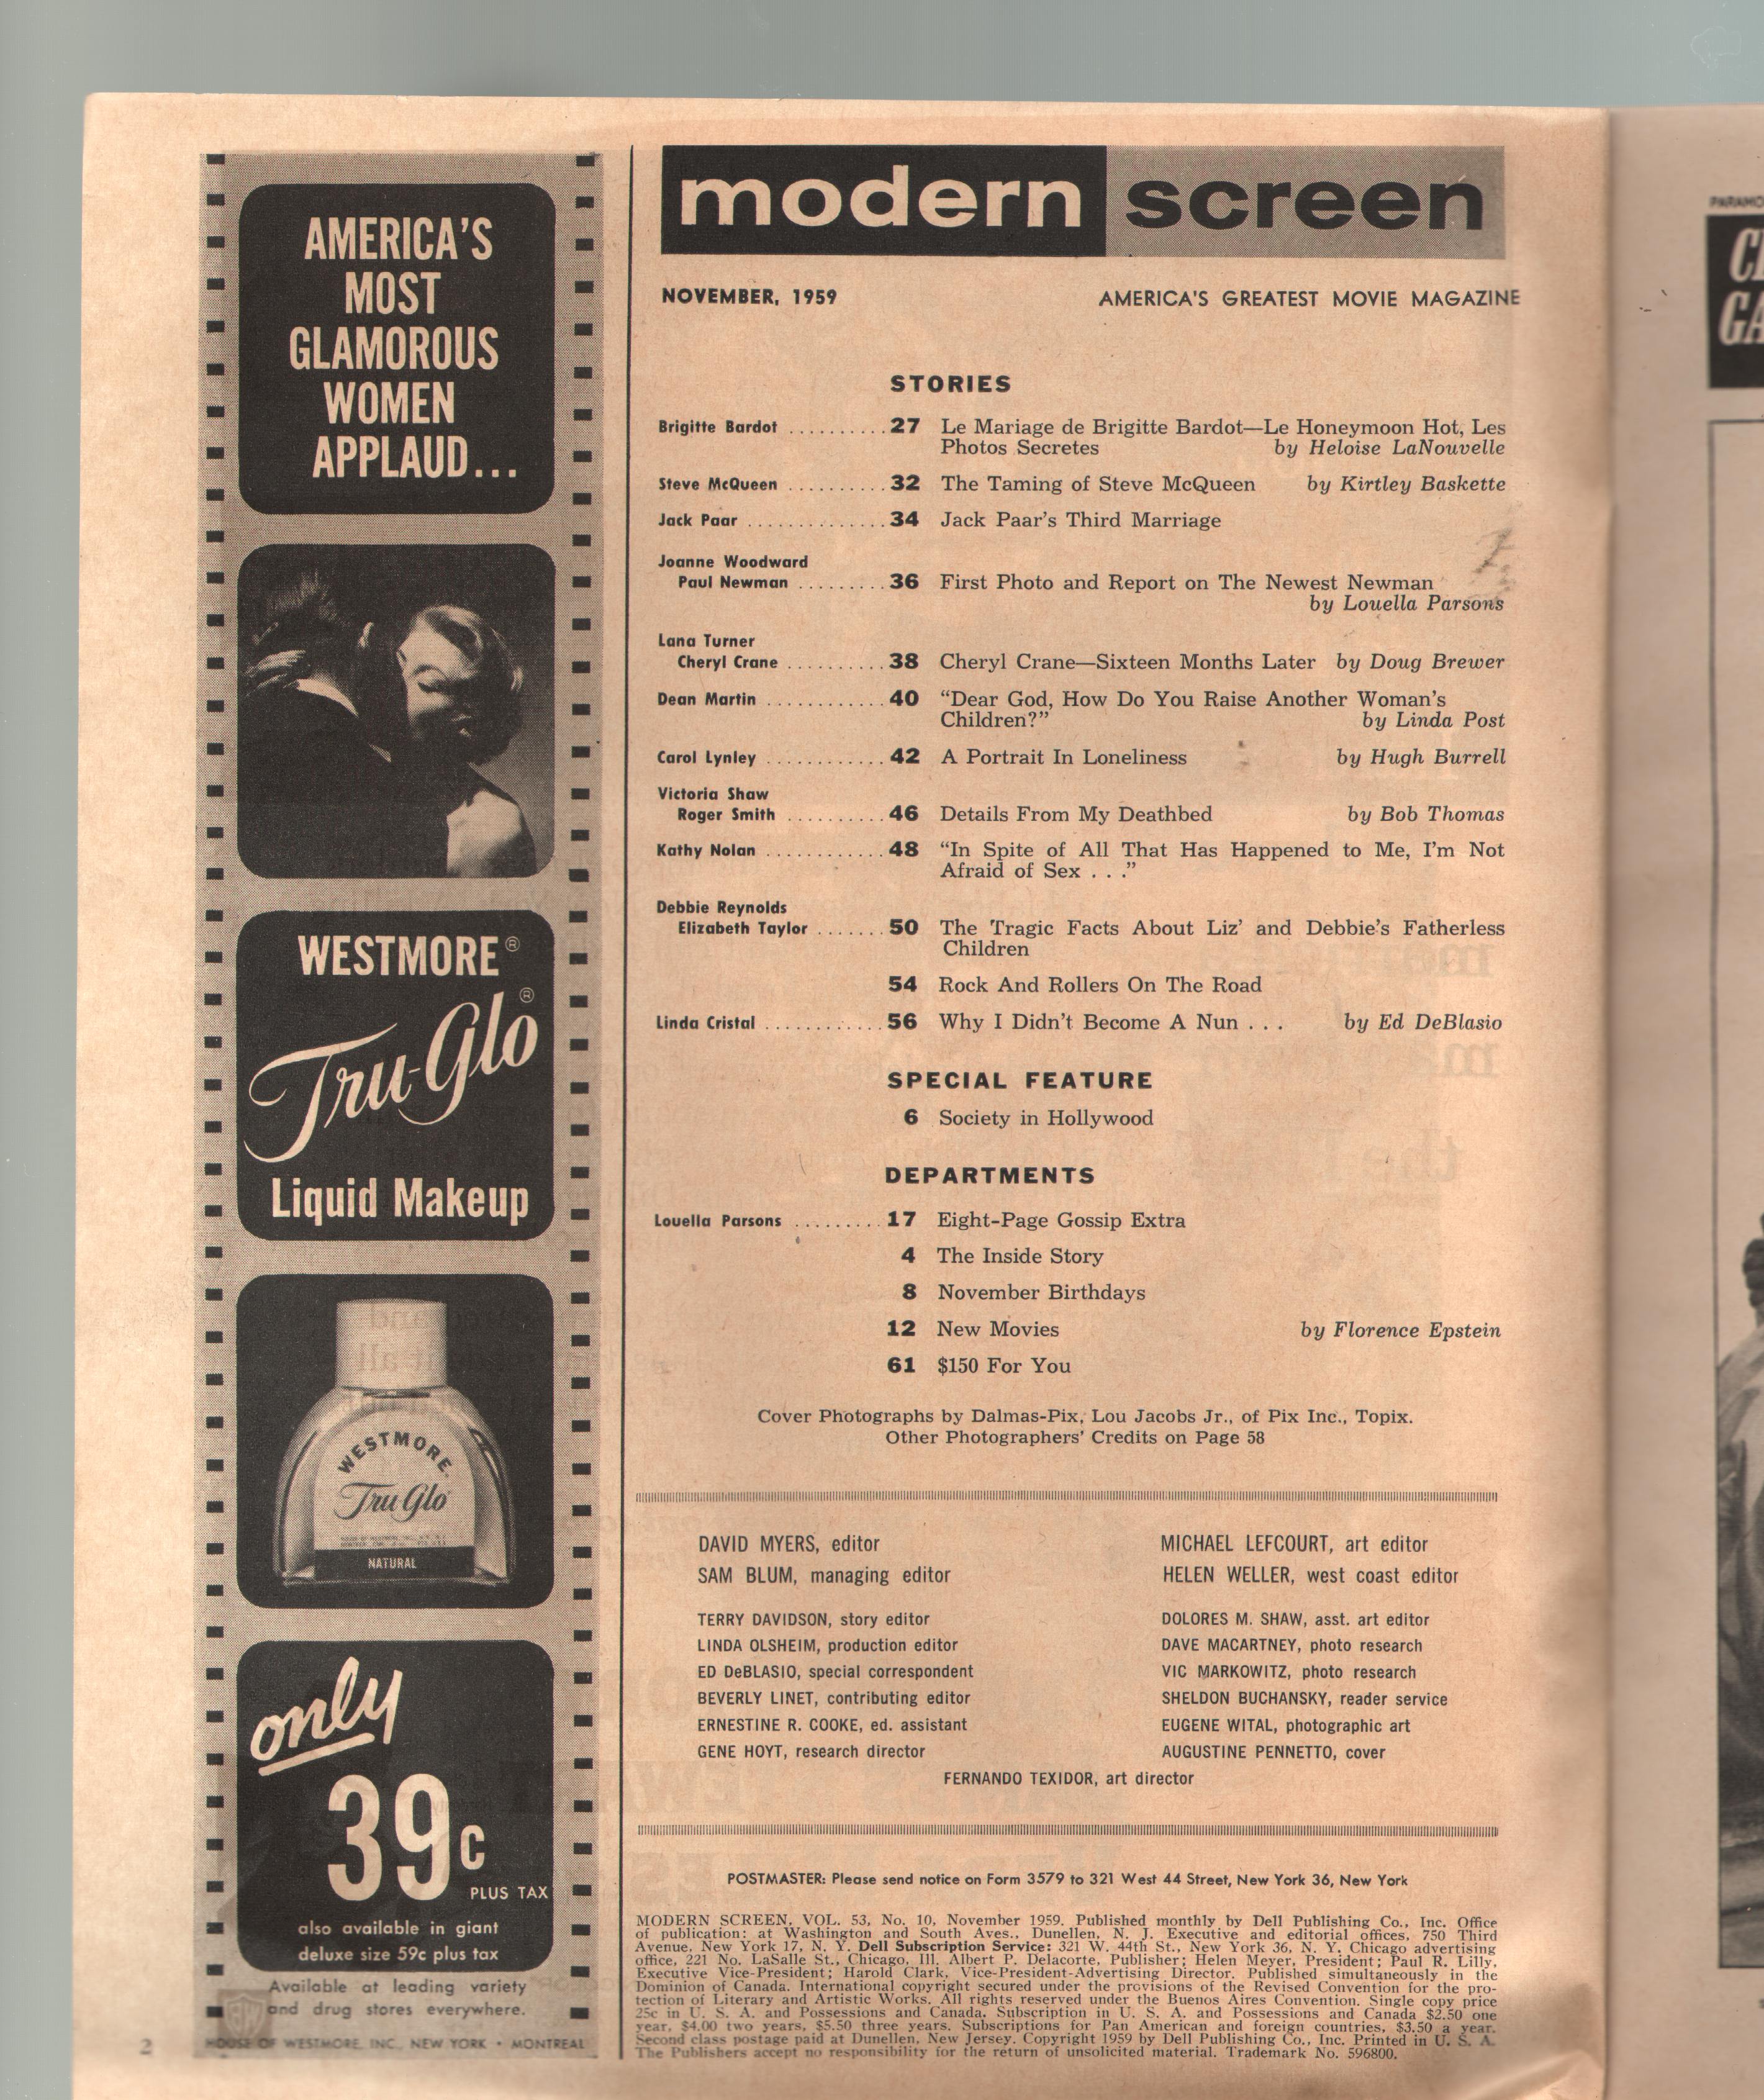 AMERICA'S
MOST
GLAMOROUS
WOMEN
APPLAUD...
WESTMORE®
Tru-Glo®
Liquid Makeup
WESTMORE
Tru-Glo
NATURAL
only
39c
PLUS TAX
also available in giant
deluxe size 59c plus tax
Available at leading variety
and drug stores everywhere.
HOUSE OF WESTMORE INC., NEW YORK • MONTREAL
2
modern screen
NOVEMBER, 1959 AMERICA'S GREATEST MOVIE MAGAZINE
STORIES
Brigitte Bardot .......... 27 Le Mariage de Brigitte Bardot—Le Honeymoon Hot, Les
Photos Secretes by Heloise LaNouvelle
Steve McQueen .......... 32 The Taming of Steve McQueen by Kirtley Baskette
Jack Paar .............. 34 Jack Paar's Third Marriage
Joanne Woodward
Paul Newman ......... 36 First Photo and Report on The Newest Newman
by Louella Parsons
Lana Turner
Cheryl Crane .......... 38 Cheryl Crane—Sixteen Months Later by Doug Brewer
Dean Martin ............ 40 “Dear God, How Do You Raise Another Woman's
Children?” by Linda Post
Carol Lynley ............ 42 A Portrait In Loneliness by Hugh Burrell
Victoria Shaw
Roger Smith .......... 46 Details From My Deathbed by Bob Thomas
Kathy Nolan ............ 48 “In Spite of All That Has Happened to Me, I'm Not
Afraid of Sex . . .”
Debbie Reynolds
Elizabeth Taylor ....... 50 The Tragic Facts About Liz' and Debbie's Fatherless
Children
54 Rock And Rollers On The Road
Linda Cristal ............ 56 Why I Didn't Become A Nun . . . by Ed DeBlasio
SPECIAL FEATURE
6 Society in Hollywood
DEPARTMENTS
Louella Parsons ......... 17 Eight-Page Gossip Extra
4 The Inside Story
8 November Birthdays
12 New Movies by Florence Epstein
61 $150 For You
Cover Photographs by Dalmas-Pix, Lou Jacobs Jr., of Pix Inc., Topix.
Other Photographers' Credits on Page 58
DAVID MYERS, editor MICHAEL LEFCOURT, art editor
SAM BLUM, managing editor HELEN WELLER, west coast editor
TERRY DAVIDSON, story editor DOLORES M. SHAW, asst. art editor
LINDA OLSHEIM, production editor DAVE MACARTNEY, photo research
ED DeBLASIO, special correspondent VIC MARKOWITZ, photo research
BEVERLY LINET, contributing editor SHELDON BUCHANSKY, reader service
ERNESTINE R. COOKE, ed. assistant EUGENE WITAL, photographic art
GENE HOYT, research director AUGUSTINE PENNETTO, cover
FERNANDO TEXIDOR, art director
POSTMASTER: Please send notice on Form 3579 to 321 West 44 Street, New York 36, New York
MODERN SCREEN, VOL. 53, No. 10, November 1959. Published monthly by Dell Publishing Co., Inc. Office
of publication: at Washington and South Aves., Dunellen, N. J. Executive and editorial offices, 750 Third
Avenue, New York 17, N. Y. Dell Subscription Service: 321 W. 44th St., New York 36, N. Y. Chicago advertising
office, 221 No. LaSalle St., Chicago, Ill. Albert P. Delacorte, Publisher; Helen Meyer, President; Paul R. Lilly,
Executive Vice-President; Harold Clark, Vice-President-Advertising Director. Published simultaneously in the
Dominion of Canada. International copyright secured under the provisions of the Revised Convention for the pro-
tection of Literary and Artistic Works. All rights reserved under the Buenos Aires Convention. Single copy price
25c in U. S. A. and Possessions and Canada. Subscription in U. S. A. and Possessions and Canada $2.50 one
year, $4.00 two years, $5.50 three years. Subscriptions for Pan American and foreign countries, $3.50 a year.
Second class postage paid at Dunellen, New Jersey. Copyright 1959 by Dell Publishing Co., Inc. Printed in U. S. A.
The Publishers accept no responsibility for the return of unsolicited material. Trademark No. 596800.